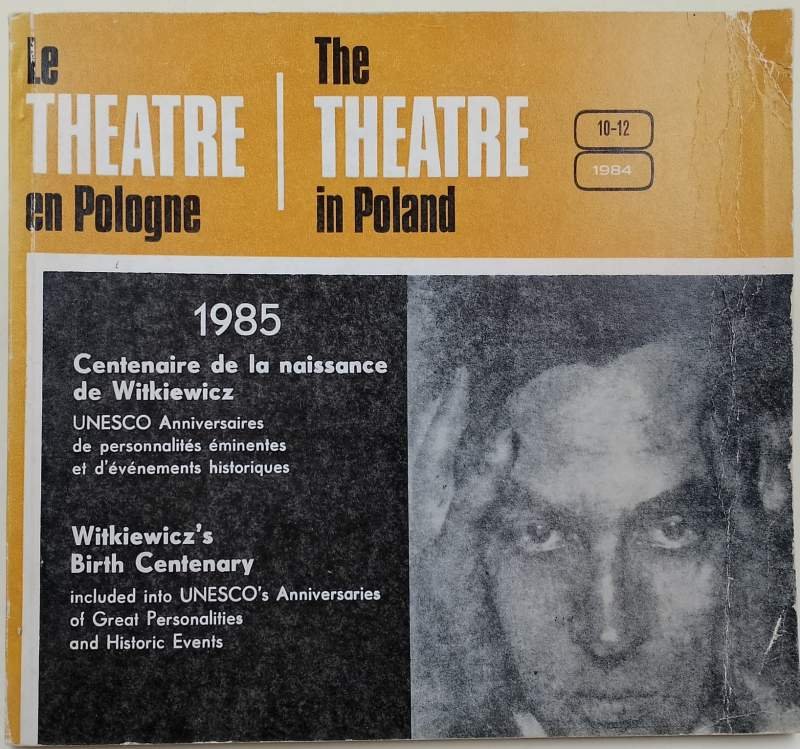 Le
THEATRE
en Pologne
The
THEATRE
in Poland
10-12
1984
1985
Centenaire de la naissance
de Witkiewicz
UNESCO Anniversaires
de personnalités éminentes
et d'événements historiques
Witkiewicz's
Birth Centenary
included into UNESCO's Anniversaries
of Great Personalities
and Historic Events